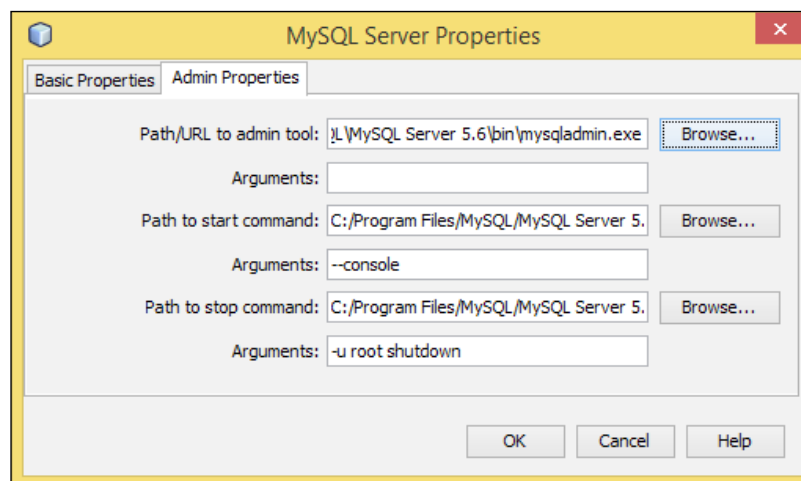 MySQL Server Properties
Basic Properties Admin Properties
Path/URL to admin tool: QL\MySQL Server 5.6\bin\mysqladmin.exe Browse...
Arguments:
Path to start command: C:/Program Files/MySQL/MySQL Server 5. Browse...
Arguments: --console
Path to stop command: C:/Program Files/MySQL/MySQL Server 5. Browse...
Arguments: -u root shutdown
OK Cancel Help